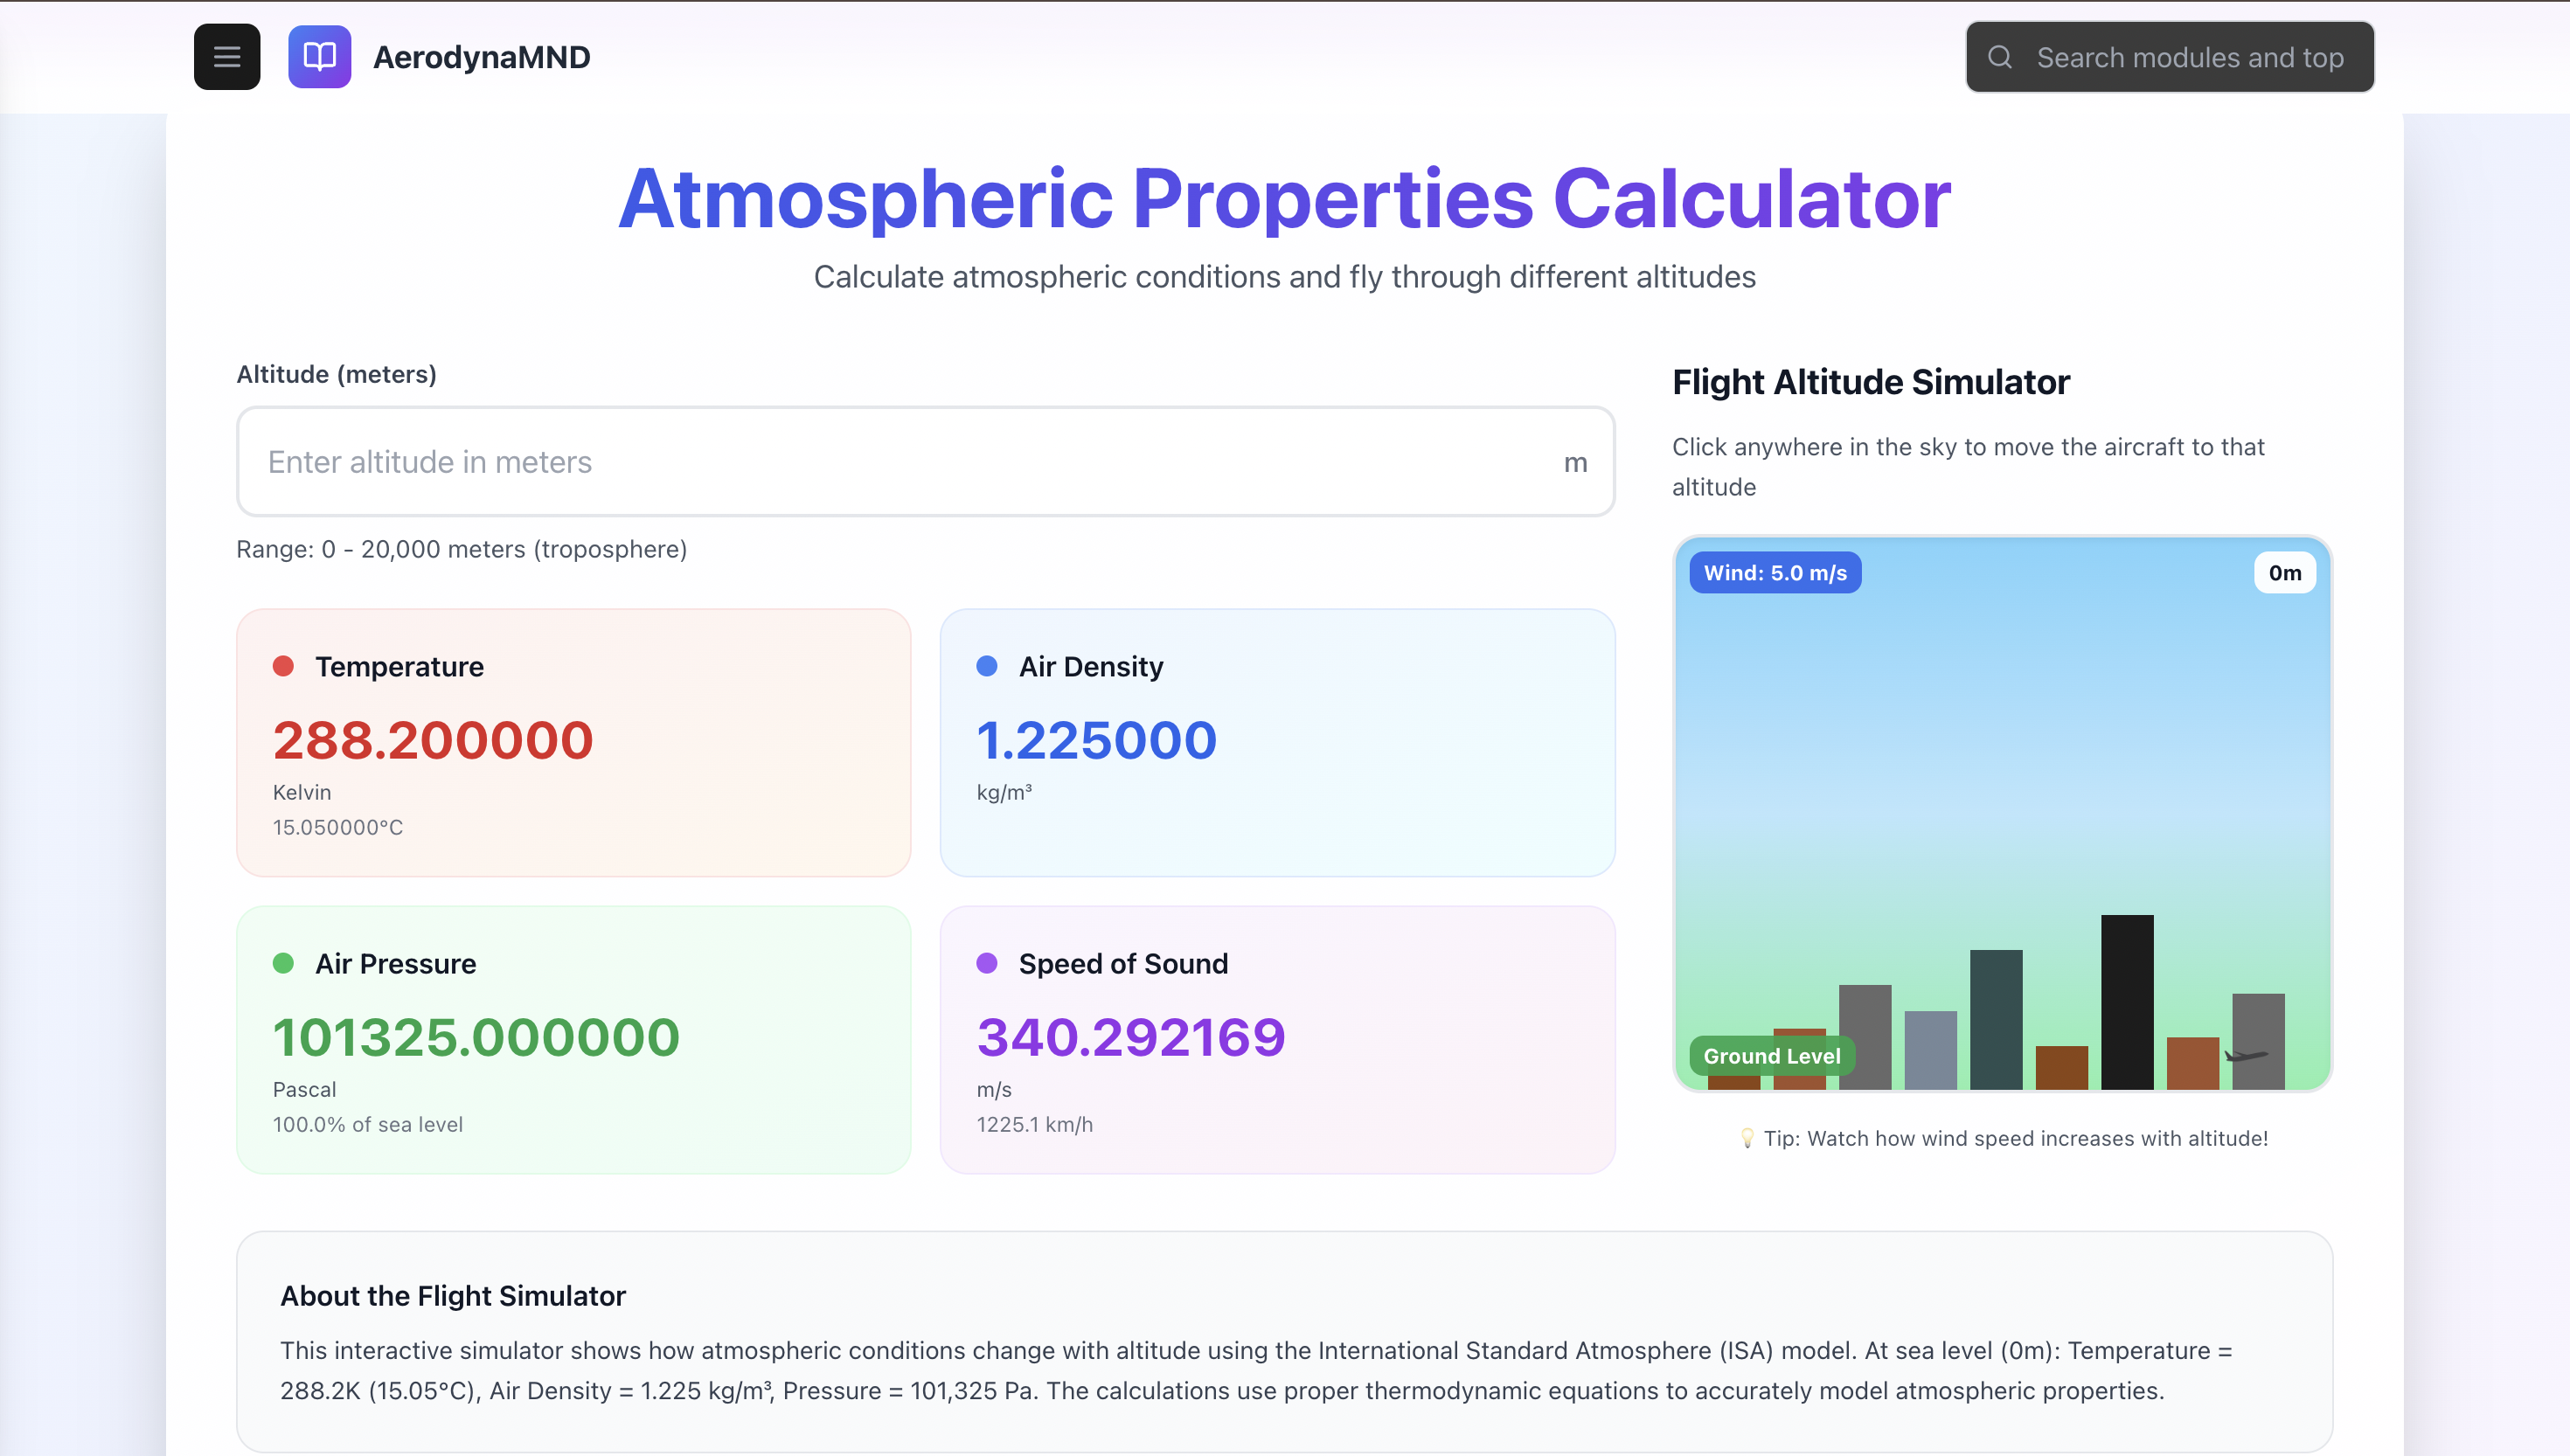 AerodynaMND
Search modules and top
Atmospheric Properties Calculator
Calculate atmospheric conditions and fly through different altitudes
Altitude (meters)
Enter altitude in meters
m
Range: 0 - 20,000 meters (troposphere)
Temperature
288.200000
Kelvin
15.050000°C
Air Density
1.225000
kg/m³
Air Pressure
101325.000000
Pascal
100.0% of sea level
Speed of Sound
340.292169
m/s
1225.1 km/h
Flight Altitude Simulator
Click anywhere in the sky to move the aircraft to that
altitude
Wind: 5.0 m/s
0m
Ground Level
Tip: Watch how wind speed increases with altitude!
About the Flight Simulator
This interactive simulator shows how atmospheric conditions change with altitude using the International Standard Atmosphere (ISA) model. At sea level (0m): Temperature =
288.2K (15.05°C), Air Density = 1.225 kg/m³, Pressure = 101,325 Pa. The calculations use proper thermodynamic equations to accurately model atmospheric properties.